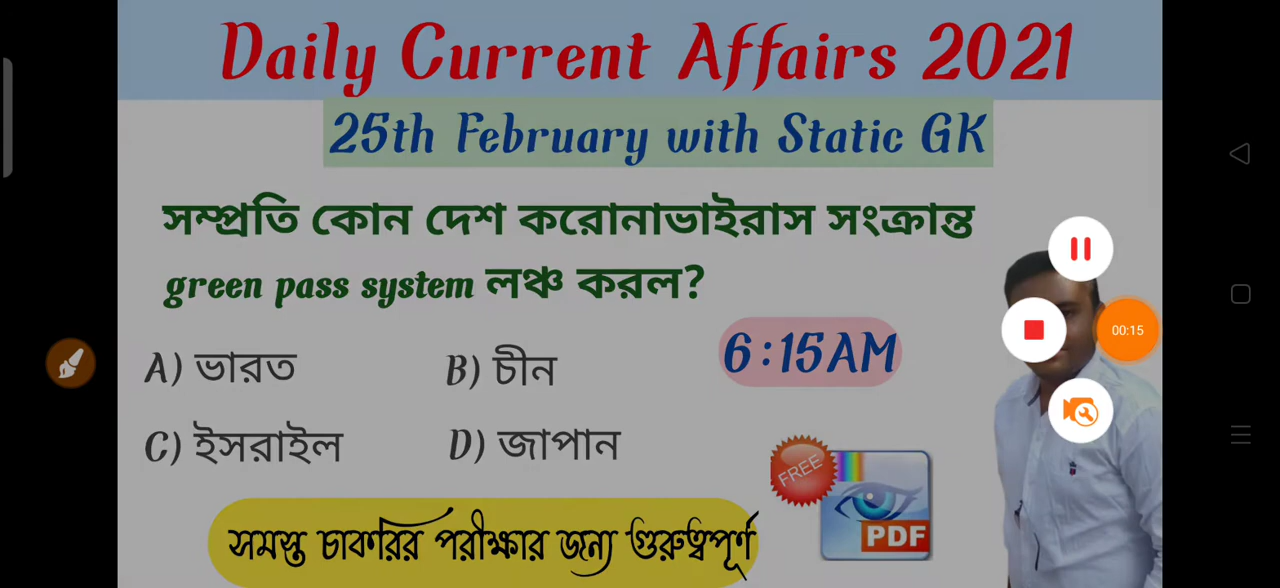 Daily Current Affairs 2021
25th February with Static GK
সম্প্রতি কোন দেশ করোনাভাইরাস সংক্রান্ত
green pass system লঞ্চ করল?
A) ভারত B) চীন
6:15AM
C) ইসরাইল D) জাপান
FREE
PDF
সমস্ত চাকরির পরীক্ষার জন্য গুরুত্বপূর্ণ
00:15